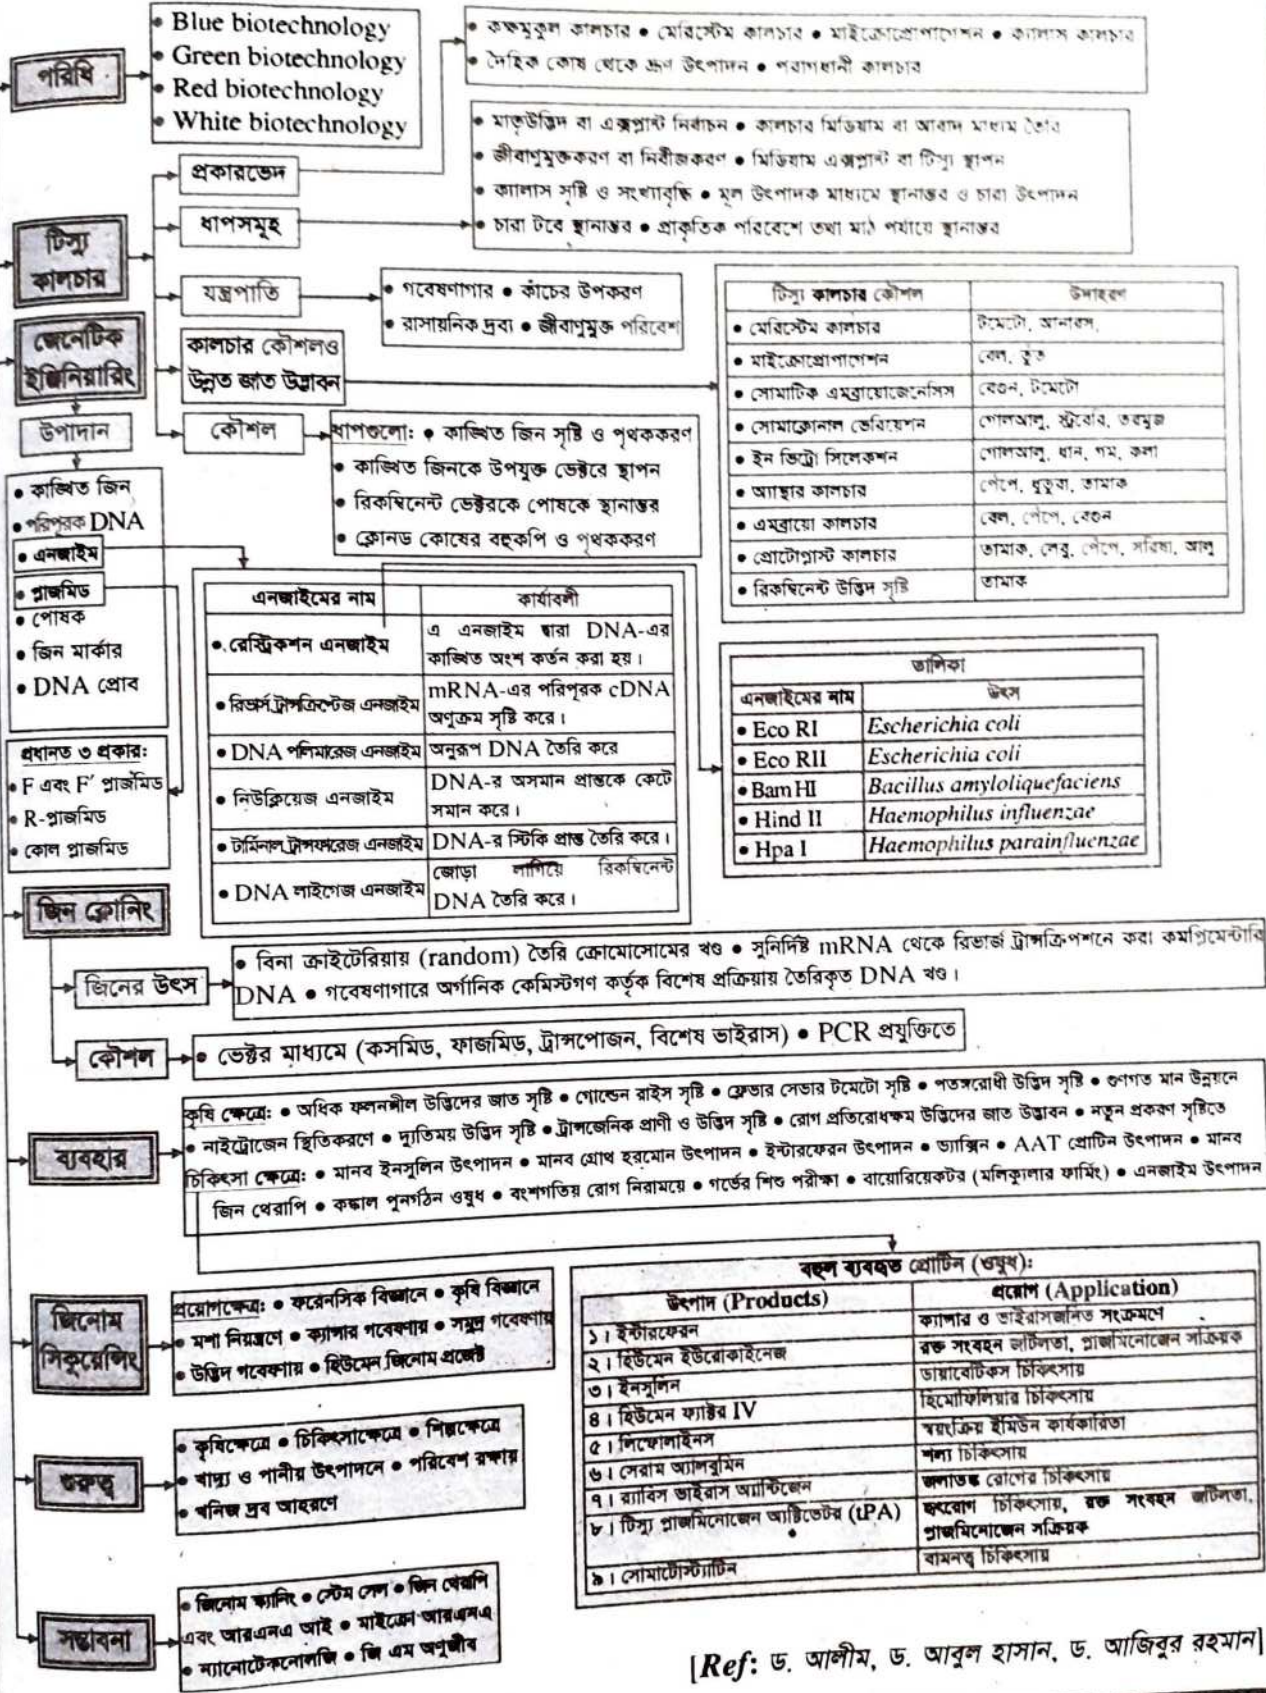 পরিধি
• Blue biotechnology
• Green biotechnology
• Red biotechnology
• White biotechnology
• কক্ষমুকুল কালচার • মেরিস্টেম কালচার • মাইক্রোপ্রোপাগেশন • ক্যালাস কালচার
• দৈহিক কোষ থেকে ভ্রূণ উৎপাদন • পরাগধানী কালচার
টিস্যু
কালচার
প্রকারভেদ
ধাপসমূহ
• মাতৃউদ্ভিদ বা এক্সপ্লান্ট নির্বাচন • কালচার মিডিয়াম বা আবাদ মাধ্যম তৈরি
• জীবাণুমুক্তকরণ বা নির্বীজকরণ • মিডিয়াম এক্সপ্লান্ট বা টিস্যু স্থাপন
• ক্যালাস সৃষ্টি ও সংখ্যাবৃদ্ধি • মূল উৎপাদক মাধ্যমে স্থানান্তর ও চারা উৎপাদন
• চারা টবে স্থানান্তর • প্রাকৃতিক পরিবেশে তথা মাঠ পর্যায়ে স্থানান্তর
যন্ত্রপাতি
• গবেষণাগার • কাঁচের উপকরণ
• রাসায়নিক দ্রব্য • জীবাণুমুক্ত পরিবেশ
কালচার কৌশলও
উন্নত জাত উদ্ভাবন
টিস্যু কালচার কৌশল উদাহরণ
• মেরিস্টেম কালচার টমেটো, আনারস,
• মাইক্রোপ্রোপাগেশন বেল, তুঁত
• সোমাটিক এমব্রায়োজেনেসিস বেগুন, টমেটো
• সোমাক্লোনাল ভেরিয়েশন গোলআলু, স্ট্রবেরি, তরমুজ
• ইন ভিট্রো সিলেকশন গোলআলু, ধান, গম, কলা
• অ্যান্থার কালচার পেঁপে, ধুতুরা, তামাক
• এমব্রায়ো কালচার বেল, পেঁপে, বেগুন
• প্রোটোপ্লাস্ট কালচার তামাক, লেবু, পেঁপে, সরিষা, আলু
• রিকম্বিনেন্ট উদ্ভিদ সৃষ্টি তামাক
জেনেটিক
ইঞ্জিনিয়ারিং
উপাদান
কৌশল
ধাপগুলো: • কাঙ্খিত জিন সৃষ্টি ও পৃথককরণ
• কাঙ্খিত জিনকে উপযুক্ত ভেক্টরে স্থাপন
• রিকম্বিনেন্ট ভেক্টরকে পোষকে স্থানান্তর
• ক্লোনড কোষের বহুকপি ও পৃথককরণ
• কাঙ্খিত জিন
• পরিপূরক DNA
• এনজাইম
• প্লাজমিড
• পোষক
• জিন মার্কার
• DNA প্রোব
প্রধানত ৩ প্রকার:
• F এবং F′ প্লাজমিড
• R-প্লাজমিড
• কোল প্লাজমিড
এনজাইমের নাম কার্যাবলী
• রেস্ট্রিকশন এনজাইম এ এনজাইম দ্বারা DNA-এর
কাঙ্খিত অংশ কর্তন করা হয়।
• রিভার্স ট্রান্সক্রিপ্টেজ এনজাইম mRNA-এর পরিপূরক cDNA
অণুক্রম সৃষ্টি করে।
• DNA পলিমারেজ এনজাইম অনুরূপ DNA তৈরি করে
• নিউক্লিয়েজ এনজাইম DNA-র অসমান প্রান্তকে কেটে
সমান করে।
• টার্মিনাল ট্রান্সফারেজ এনজাইম DNA-র স্টিকি প্রান্ত তৈরি করে।
• DNA লাইগেজ এনজাইম জোড়া লাগিয়ে রিকম্বিনেন্ট
DNA তৈরি করে।
তালিকা
এনজাইমের নাম উৎস
• Eco RI Escherichia coli
• Eco RII Escherichia coli
• Bam HI Bacillus amyloliquefaciens
• Hind II Haemophilus influenzae
• Hpa I Haemophilus parainfluenzae
জিন ক্লোনিং
জিনের উৎস
• বিনা ক্রাইটেরিয়ায় (random) তৈরি ক্রোমোসোমের খণ্ড • সুনির্দিষ্ট mRNA থেকে রিভার্জ ট্রান্সক্রিপশনে করা কমপ্লিমেন্টারি
DNA • গবেষণাগারে অর্গানিক কেমিস্টগণ কর্তৃক বিশেষ প্রক্রিয়ায় তৈরিকৃত DNA খণ্ড।
কৌশল
• ভেক্টর মাধ্যমে (কসমিড, ফাজমিড, ট্রান্সপোজন, বিশেষ ভাইরাস) • PCR প্রযুক্তিতে
ব্যবহার
কৃষি ক্ষেত্রে: • অধিক ফলনশীল উদ্ভিদের জাত সৃষ্টি • গোল্ডেন রাইস সৃষ্টি • ফ্লেভার সেভার টমেটো সৃষ্টি • পতঙ্গরোধী উদ্ভিদ সৃষ্টি • গুণগত মান উন্নয়নে
• নাইট্রোজেন স্থিতিকরণে • দ্যুতিময় উদ্ভিদ সৃষ্টি • ট্রান্সজেনিক প্রাণী ও উদ্ভিদ সৃষ্টি • রোগ প্রতিরোধক্ষম উদ্ভিদের জাত উদ্ভাবন • নতুন প্রকরণ সৃষ্টিতে
চিকিৎসা ক্ষেত্রে: • মানব ইনসুলিন উৎপাদন • মানব গ্রোথ হরমোন উৎপাদন • ইন্টারফেরন উৎপাদন • ভ্যাক্সিন • AAT প্রোটিন উৎপাদন • মানব
জিন থেরাপি • কঙ্কাল পুনর্গঠন ওষুধ • বংশগতিয় রোগ নিরাময়ে • গর্ভের শিশু পরীক্ষা • বায়োরিয়েকটর (মলিকুলার ফার্মিং) • এনজাইম উৎপাদন
জিনোম
সিকুয়েন্সিং
প্রয়োগক্ষেত্র: • ফরেনসিক বিজ্ঞানে • কৃষি বিজ্ঞানে
• মশা নিয়ন্ত্রণে • ক্যান্সার গবেষণায় • সমুদ্র গবেষণায়
• উদ্ভিদ গবেষণায় • হিউমেন জিনোম প্রজেক্ট
বহুল ব্যবহৃত প্রোটিন (ওষুধ):
উৎপাদ (Products) প্রয়োগ (Application)
১। ইন্টারফেরন ক্যান্সার ও ভাইরাসজনিত সংক্রমণে
২। হিউমেন ইউরোকাইনেজ রক্ত সংবহন জটিলতা, প্লাজমিনোজেন সক্রিয়ক
৩। ইনসুলিন ডায়াবেটিকস চিকিৎসায়
৪। হিউমেন ফ্যাক্টর IV হিমোফিলিয়ার চিকিৎসায়
৫। লিম্ফোলাইনস স্বয়ংক্রিয় ইমিউন কার্যকারিতা
৬। সেরাম অ্যালবুমিন শল্য চিকিৎসায়
৭। র‍্যাবিস ভাইরাস অ্যান্টিজেন জলাতঙ্ক রোগের চিকিৎসায়
৮। টিস্যু প্লাজমিনোজেন অ্যাক্টিভেটর (tPA) হৃৎরোগ চিকিৎসায়, রক্ত সংবহন জটিলতা,
প্লাজমিনোজেন সক্রিয়ক
৯। সোমাটোস্ট্যাটিন বামনত্ব চিকিৎসায়
গুরুত্ব
• কৃষিক্ষেত্রে • চিকিৎসাক্ষেত্রে • শিল্পক্ষেত্রে
• খাদ্য ও পানীয় উৎপাদনে • পরিবেশ রক্ষায়
• খনিজ দ্রব আহরণে
সম্ভাবনা
• জিনোম ক্যানিং • স্টেম সেল • জিন থেরাপি
এবং আরএনএ আই • মাইক্রো আরএনএ
• ন্যানোটেকনোলজি • জি এম অণুজীব
[Ref: ড. আলীম, ড. আবুল হাসান, ড. আজিবুর রহমান]